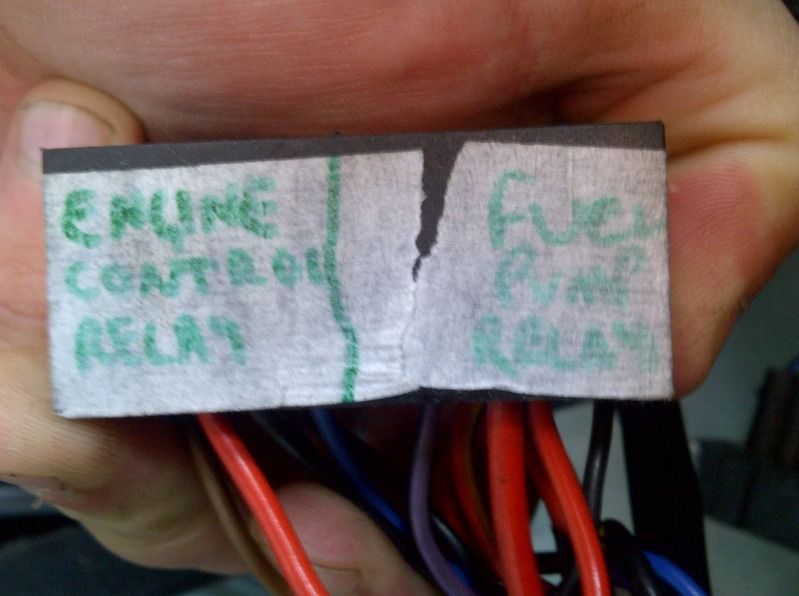 ENGINE
CONTROL
RELAY
FUEL
PUMP
RELAY